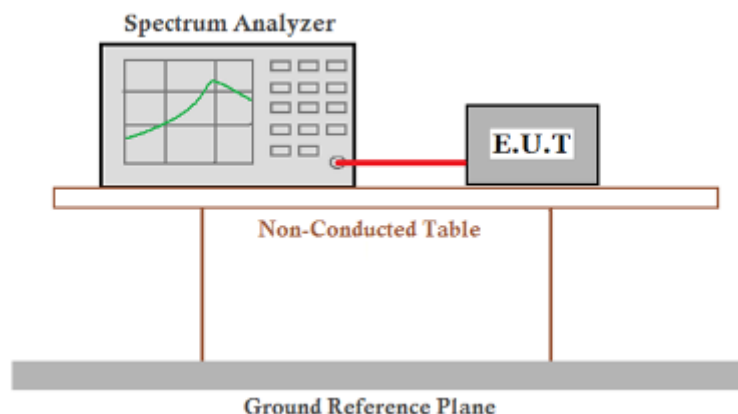 Spectrum Analyzer
E.U.T
Non-Conducted Table
Ground Reference Plane